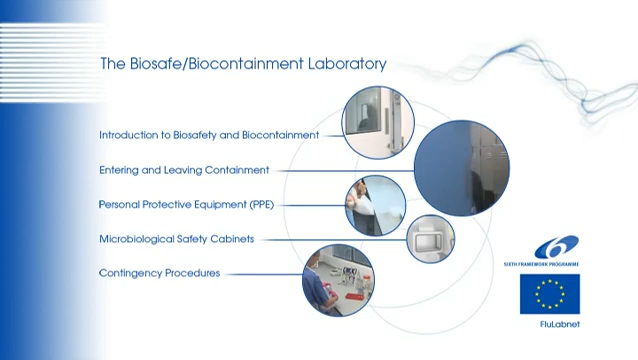 The Biosafe/Biocontainment Laboratory
Introduction to Biosafety and Biocontainment
Entering and Leaving Containment
Personal Protective Equipment (PPE)
Microbiological Safety Cabinets
Contingency Procedures
6
SIXTH FRAMEWORK PROGRAMME
FluLabnet